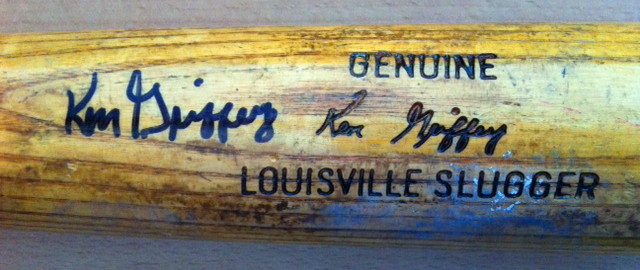 GENUINE
Ken Griffey Ken Griffey
LOUISVILLE SLUGGER